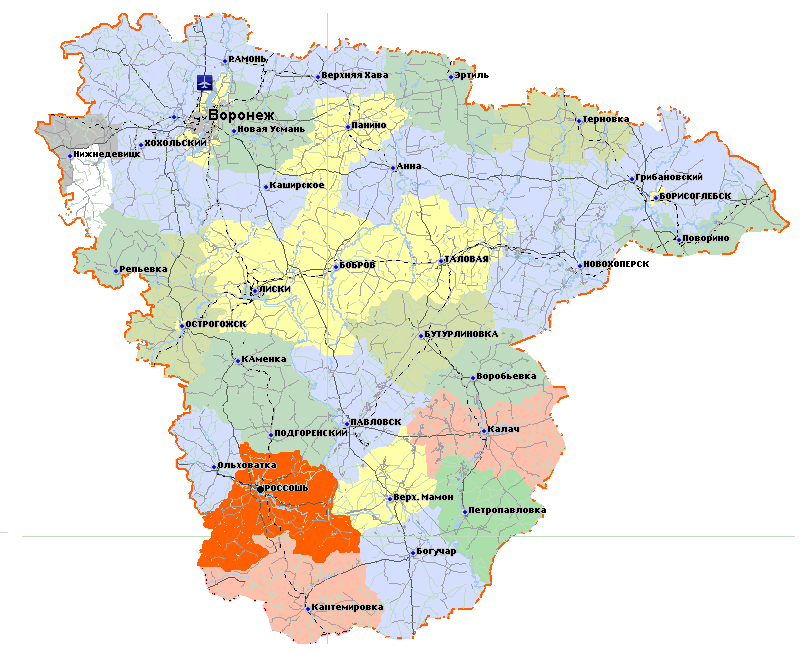 РАМОНЬ
Верхняя Хава
Эртиль
Воронеж
Новая Усмань
Панино
Терновка
ХОХОЛЬСКИЙ
Нижнедевицк
Анна
Каширское
Грибановский
БОРИСОГЛЕБСК
Поворино
Репьевка
БОБРОВ
ТАЛОВАЯ
НОВОХОПЕРСК
ЛИСКИ
ОСТРОГОЖСК
БУТУРЛИНОВКА
КАменка
Воробьевка
ПАВЛОВСК
Калач
ПОДГОРЕНСКИЙ
Ольховатка
РОССОШЬ
Верх. Мамон
Петропавловка
Богучар
Кантемировка